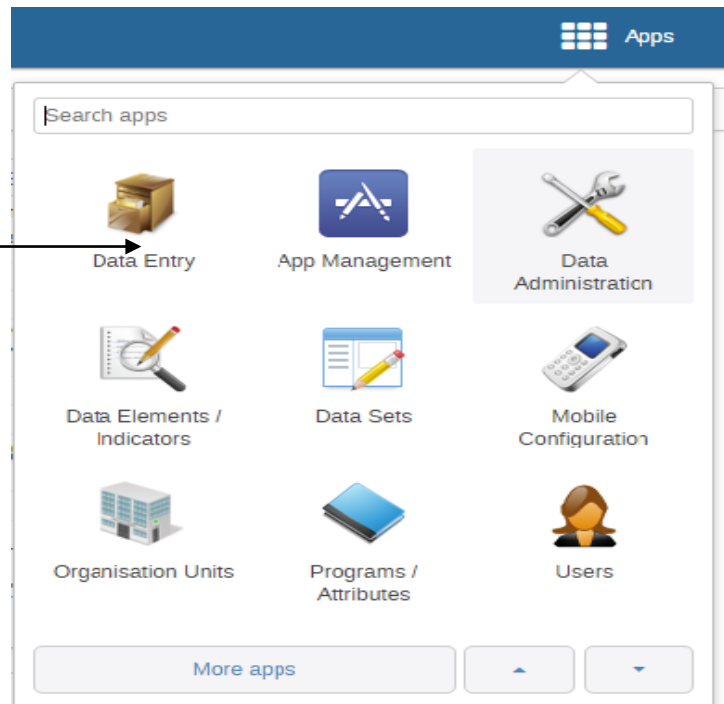 Apps
Search apps
Data Entry
App Management
Data
Administration
Data Elements /
Indicators
Data Sets
Mobile
Configuration
Organisation Units
Programs /
Attributes
Users
More apps